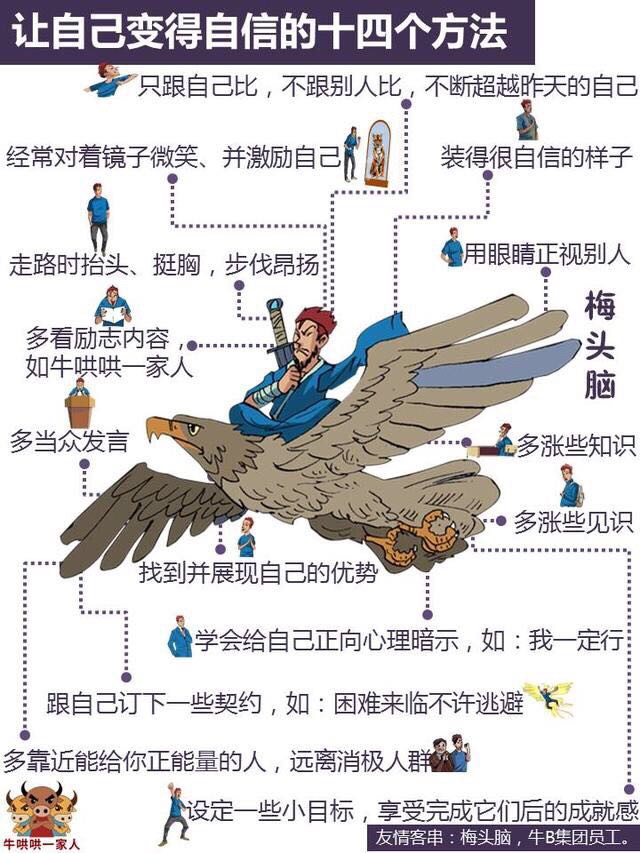 让自己变得自信的十四个方法
只跟自己比，不跟别人比，不断超越昨天的自己
经常对着镜子微笑、并激励自己
装得很自信的样子
走路时抬头、挺胸，步伐昂扬
用眼睛正视别人
梅头脑
多看励志内容，
如牛哄哄一家人
多当众发言
多涨些知识
多涨些见识
找到并展现自己的优势
学会给自己正向心理暗示，如：我一定行
跟自己订下一些契约，如：困难来临不许逃避
多靠近能给你正能量的人，远离消极人群
设定一些小目标，享受完成它们后的成就感
牛哄哄一家人
友情客串：梅头脑，牛B集团员工。